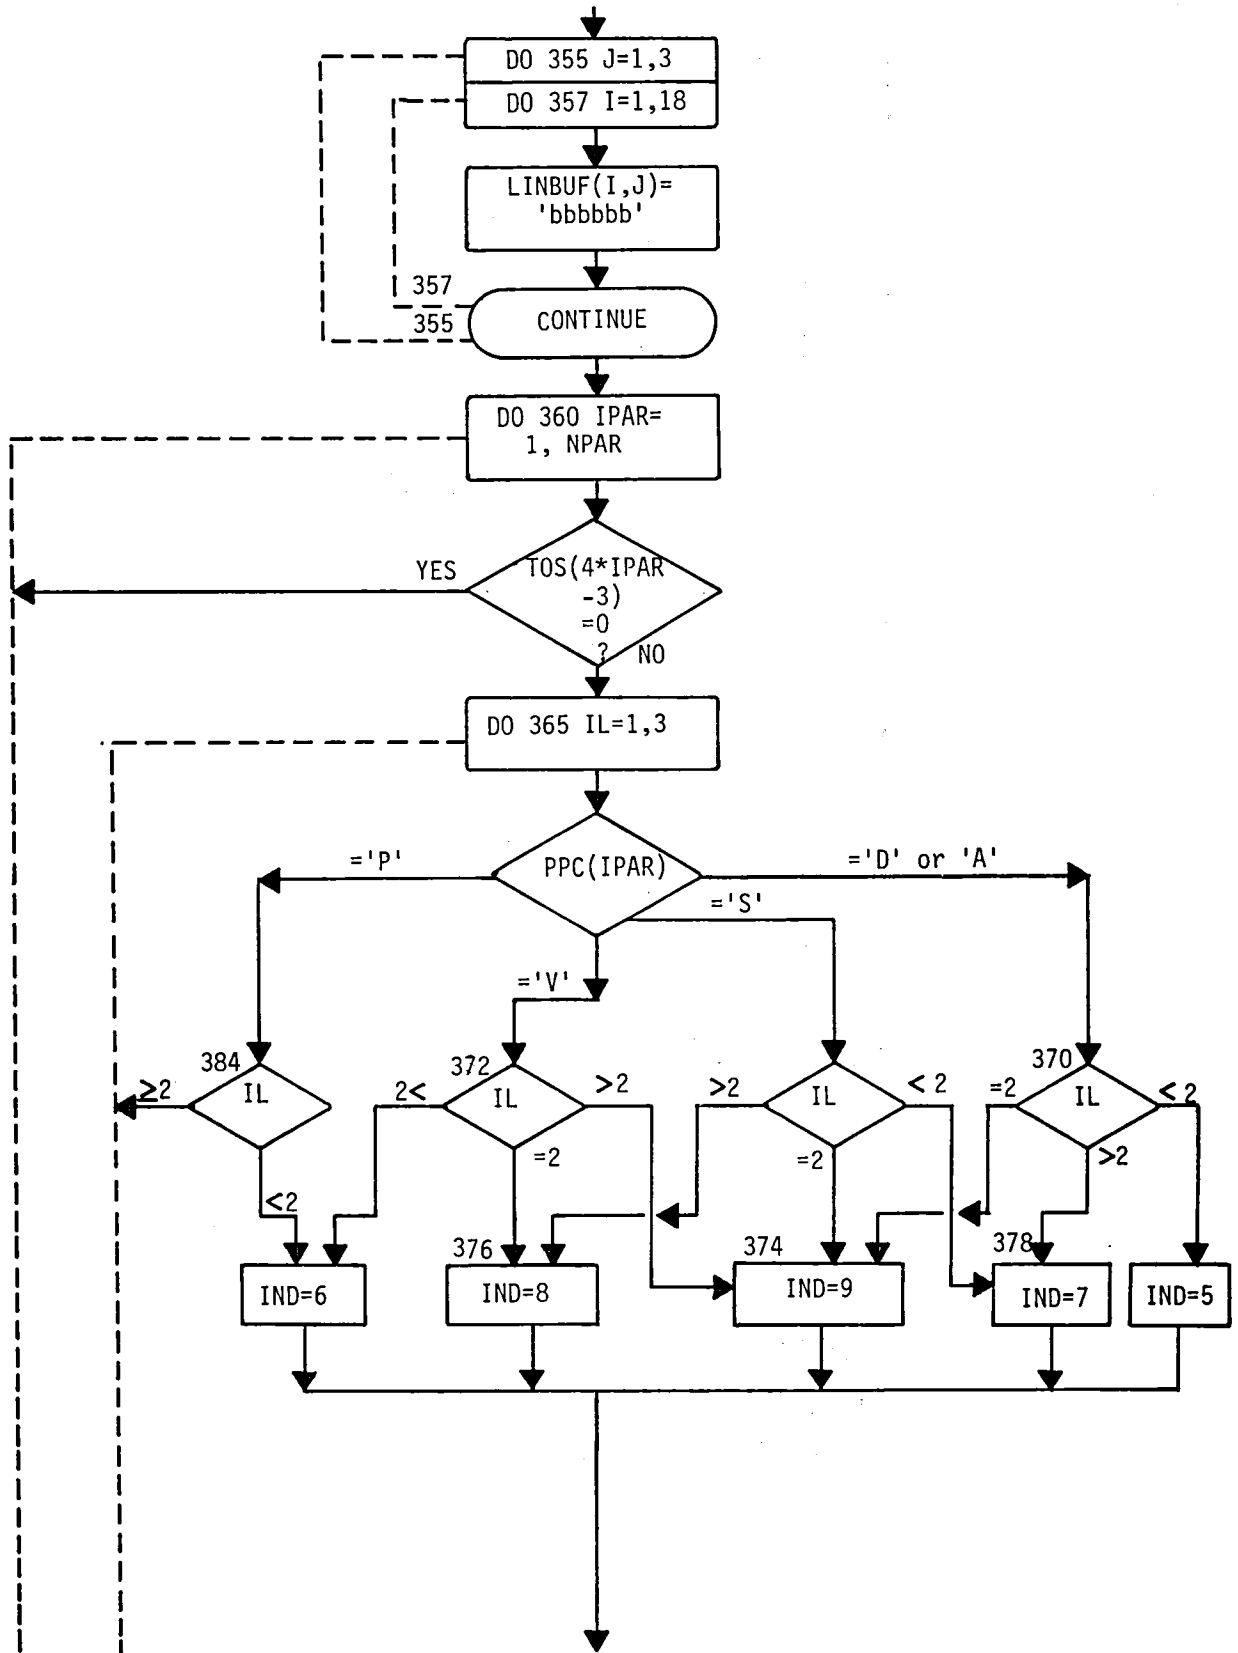 DO 355 J=1,3
DO 357 I=1,18
LINBUF(I,J)=
'bbbbbb'
357
355
CONTINUE
DO 360 IPAR=
1, NPAR
YES
TOS(4*IPAR
-3)
=0
?
NO
DO 365 IL=1,3
='P'
PPC(IPAR)
='D' or 'A'
='S'
='V'
384
≥2
IL
<2
372
2<
IL
>2
=2
>2
IL
< 2
=2
370
=2
IL
< 2
>2
IND=6
376
IND=8
374
IND=9
378
IND=7
IND=5